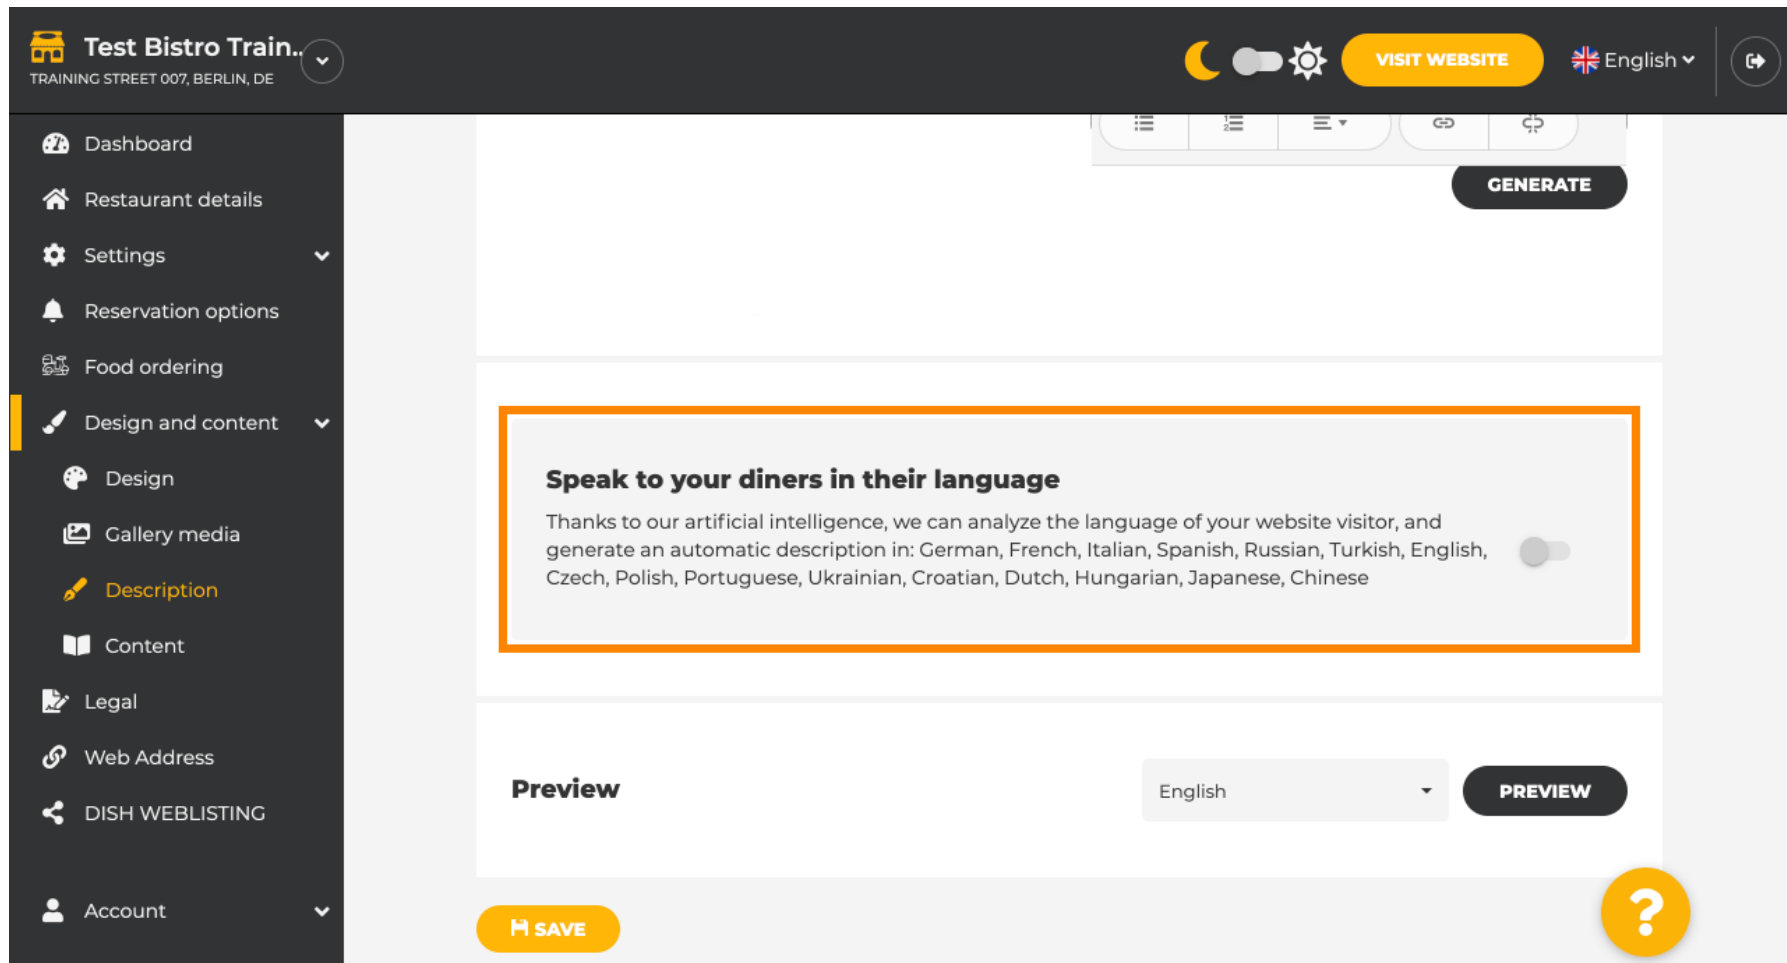 Test Bistro Train..
TRAINING STREET 007, BERLIN, DE
VISIT WEBSITE
English
Dashboard
Restaurant details
Settings
Reservation options
Food ordering
Design and content
Design
Gallery media
Description
Content
Legal
Web Address
DISH WEBLISTING
Account
GENERATE
Speak to your diners in their language
Thanks to our artificial intelligence, we can analyze the language of your website visitor, and
generate an automatic description in: German, French, Italian, Spanish, Russian, Turkish, English,
Czech, Polish, Portuguese, Ukrainian, Croatian, Dutch, Hungarian, Japanese, Chinese
Preview
English
PREVIEW
SAVE
?